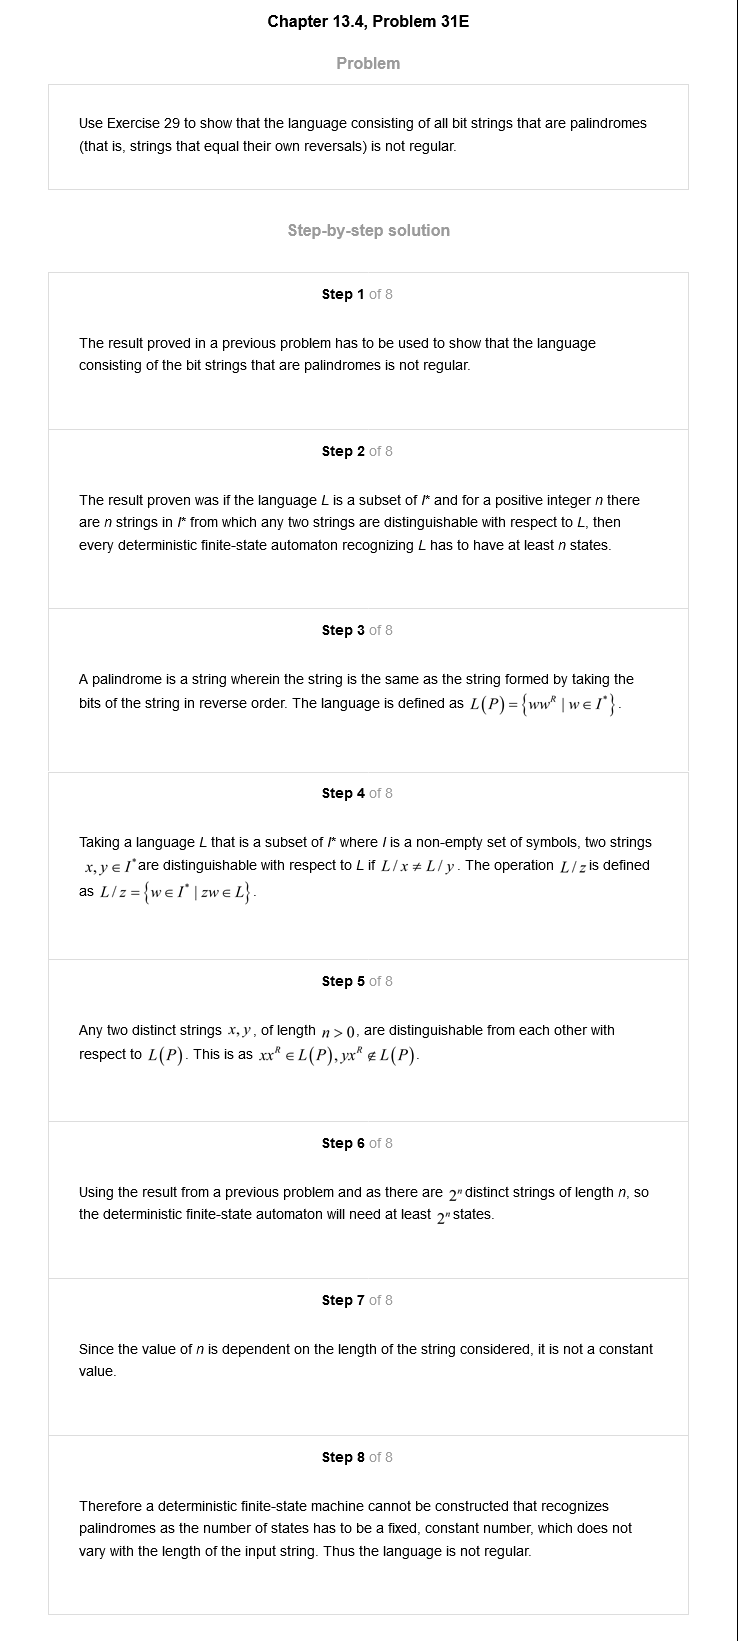 Chapter 13.4, Problem 31E
Problem
Use Exercise 29 to show that the language consisting of all bit strings that are palindromes
(that is, strings that equal their own reversals) is not regular.
Step-by-step solution
Step 1 of 8
The result proved in a previous problem has to be used to show that the language
consisting of the bit strings that are palindromes is not regular.
Step 2 of 8
The result proven was if the language L is a subset of I* and for a positive integer n there
are n strings in I* from which any two strings are distinguishable with respect to L, then
every deterministic finite-state automaton recognizing L has to have at least n states.
Step 3 of 8
A palindrome is a string wherein the string is the same as the string formed by taking the
bits of the string in reverse order. The language is defined as L(P) = {ww^R | w ∈ I^*}.
Step 4 of 8
Taking a language L that is a subset of I* where I is a non-empty set of symbols, two strings
x, y ∈ I^* are distinguishable with respect to L if L / x ≠ L / y. The operation L / z is defined
as L / z = {w ∈ I^* | zw ∈ L}.
Step 5 of 8
Any two distinct strings x, y, of length n > 0, are distinguishable from each other with
respect to L(P). This is as xx^R ∈ L(P), yx^R ∉ L(P).
Step 6 of 8
Using the result from a previous problem and as there are 2^n distinct strings of length n, so
the deterministic finite-state automaton will need at least 2^n states.
Step 7 of 8
Since the value of n is dependent on the length of the string considered, it is not a constant
value.
Step 8 of 8
Therefore a deterministic finite-state machine cannot be constructed that recognizes
palindromes as the number of states has to be a fixed, constant number, which does not
vary with the length of the input string. Thus the language is not regular.